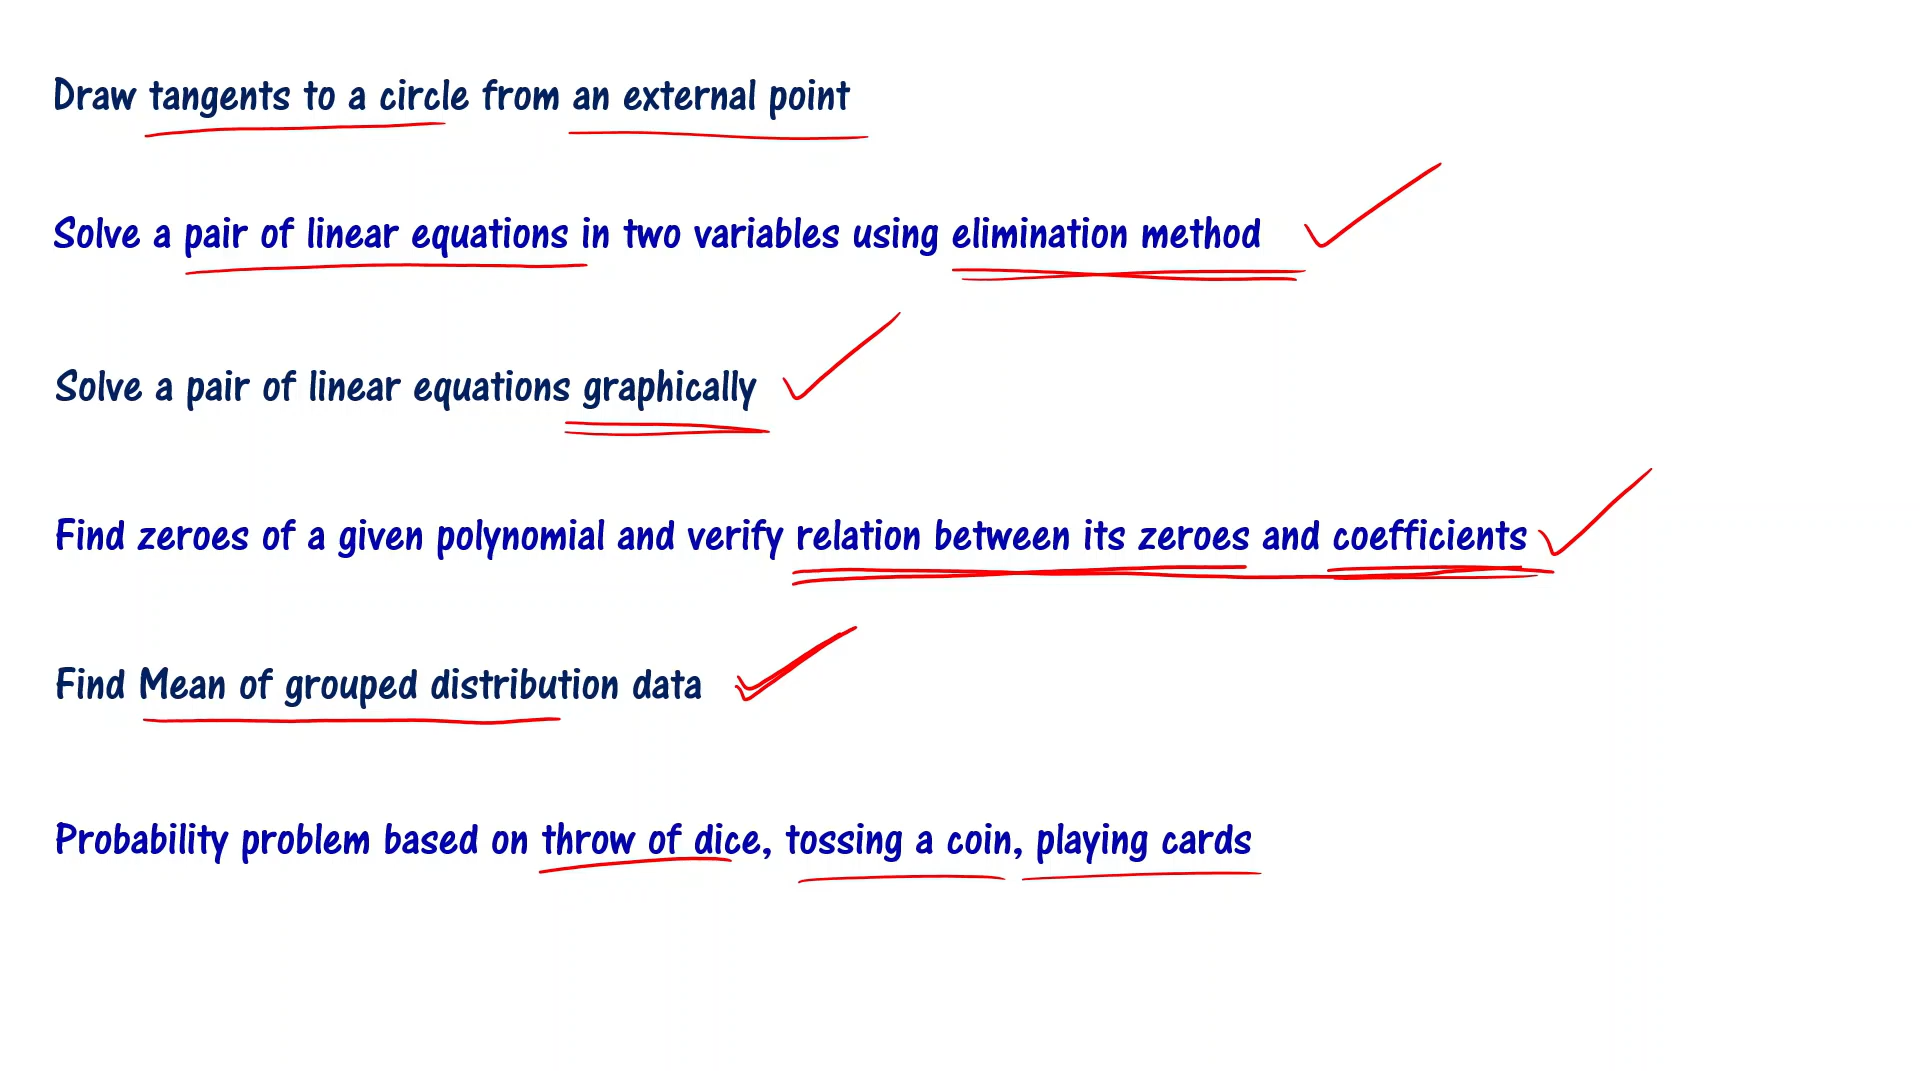 Draw tangents to a circle from an external point
Solve a pair of linear equations in two variables using elimination method
Solve a pair of linear equations graphically
Find zeroes of a given polynomial and verify relation between its zeroes and coefficients
Find Mean of grouped distribution data
Probability problem based on throw of dice, tossing a coin, playing cards